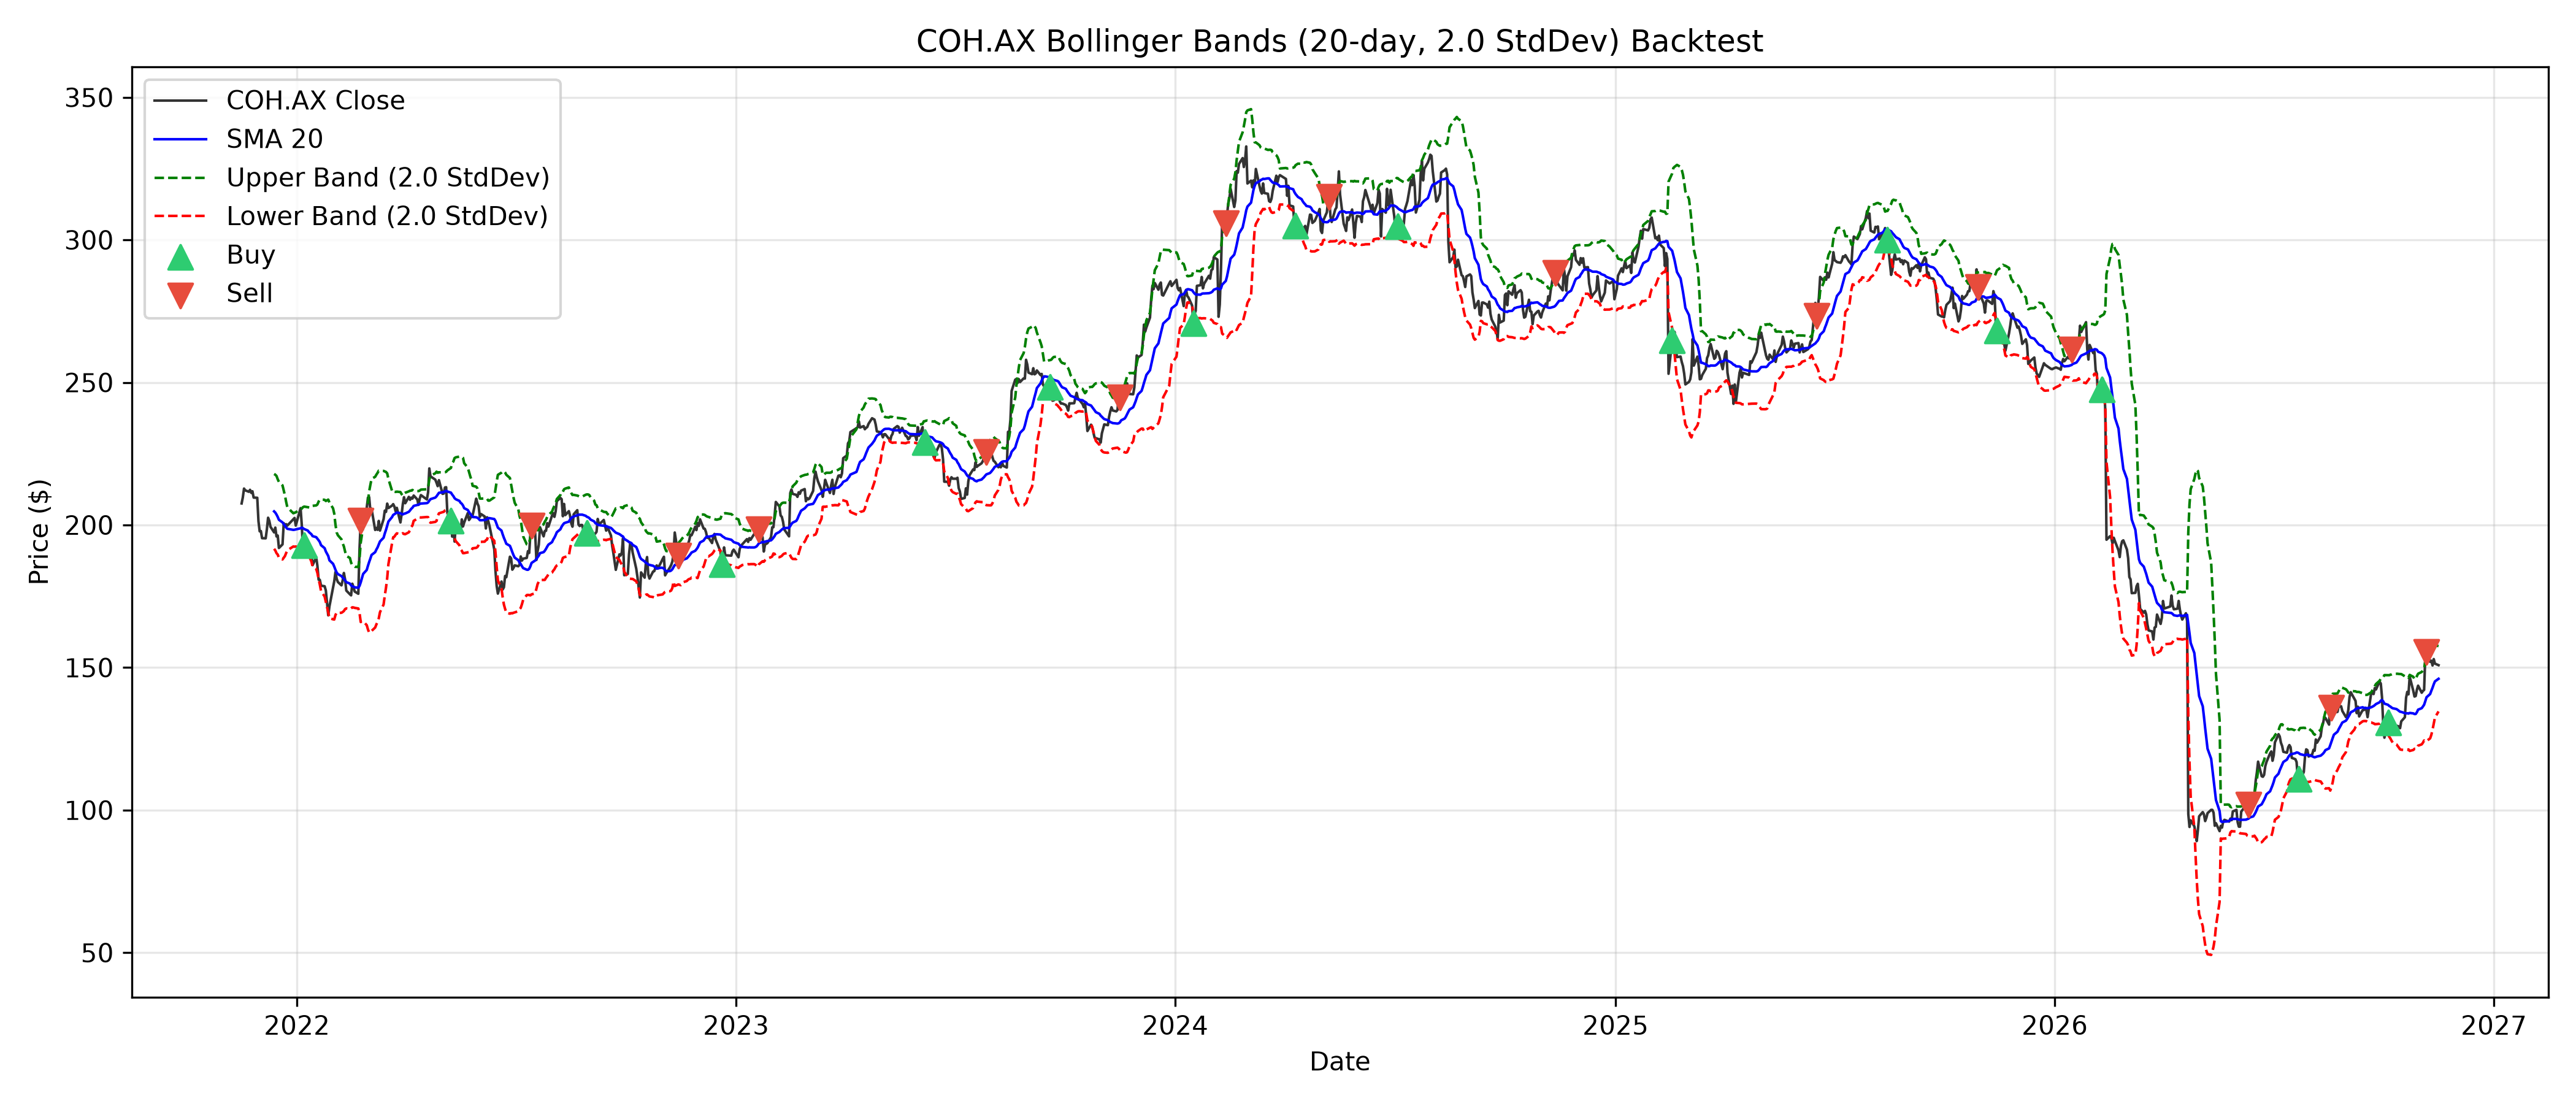 COH.AX Bollinger Bands (20-day, 2.0 StdDev) Backtest
COH.AX Close
SMA 20
Upper Band (2.0 StdDev)
Lower Band (2.0 StdDev)
Buy
Sell
Price ($)
350
300
250
200
150
100
50
2022
2023
2024
2025
2026
2027
Date